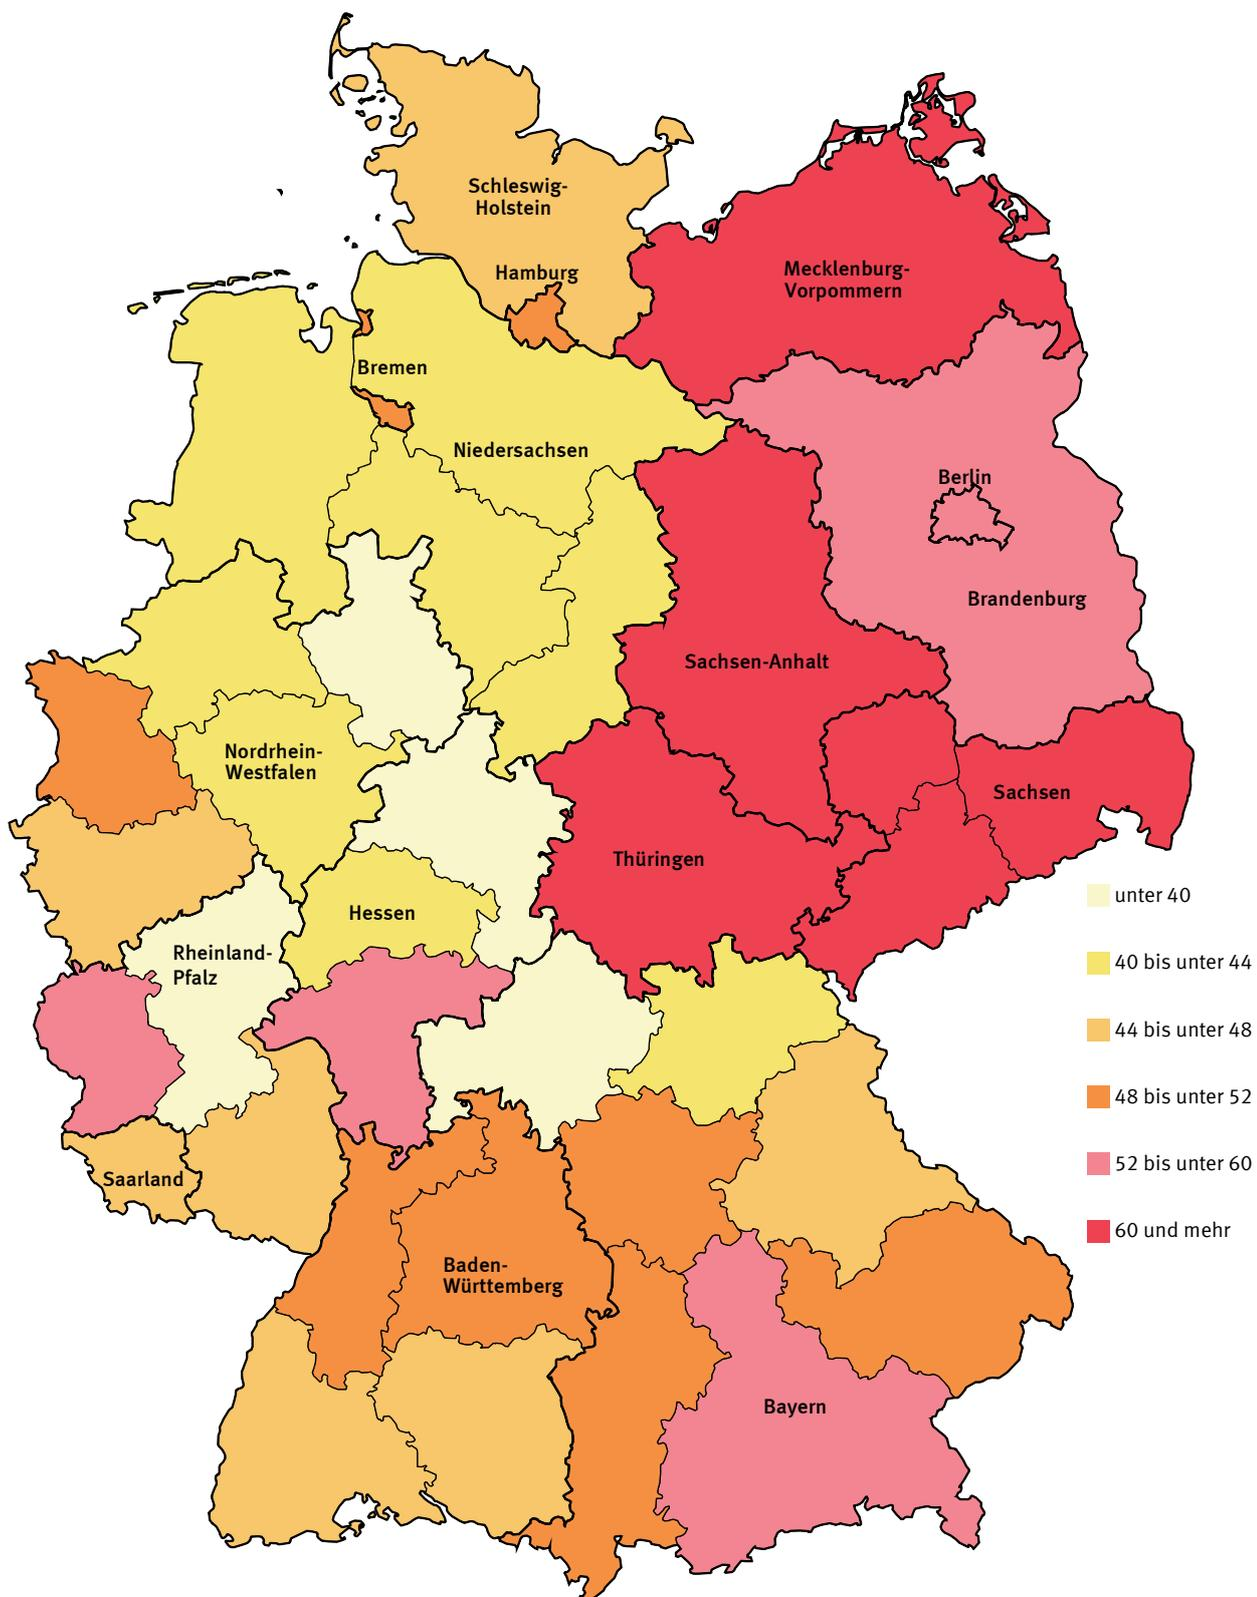 Schleswig-
Holstein
Hamburg
Mecklenburg-
Vorpommern
Bremen
Niedersachsen
Berlin
Brandenburg
Sachsen-Anhalt
Nordrhein-
Westfalen
Sachsen
Thüringen
Hessen
Rheinland-
Pfalz
Saarland
Baden-
Württemberg
Bayern
unter 40
40 bis unter 44
44 bis unter 48
48 bis unter 52
52 bis unter 60
60 und mehr